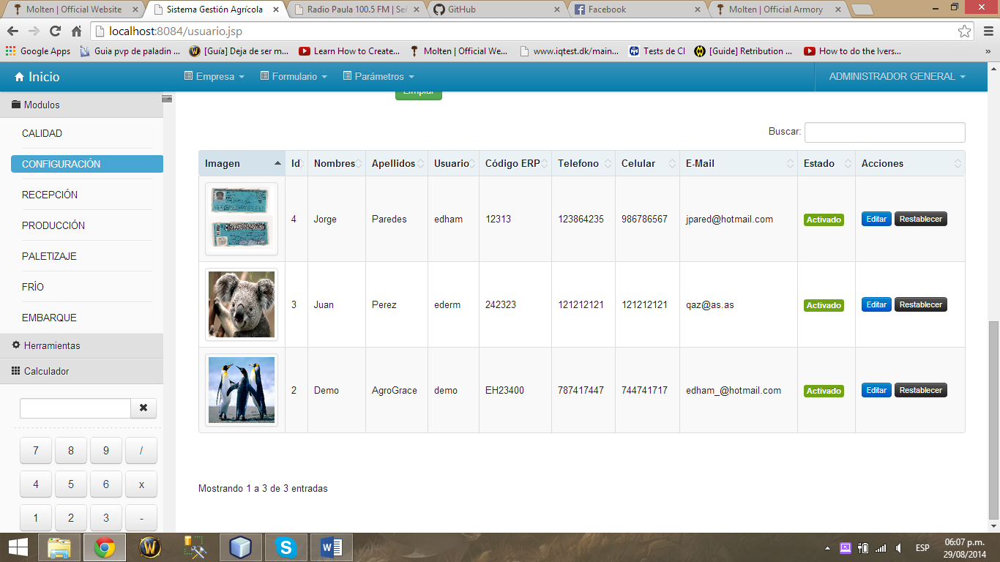 Molten | Official Website
Sistema Gestión Agrícola
Radio Paula 100.5 FM | Señ
GitHub
Facebook
Molten | Official Armory
localhost:8084/usuario.jsp
Google Apps
Guia pvp de paladin ...
[Guía] Deja de ser m...
Learn How to Create...
Molten | Official We...
www.iqtest.dk/main...
Tests de CI
[Guide] Retribution ...
How to do the Ivers...
»
Inicio
Empresa
Formulario
Parámetros
ADMINISTRADOR GENERAL
Modulos
CALIDAD
CONFIGURACIÓN
RECEPCIÓN
PRODUCCIÓN
PALETIZAJE
FRÍO
EMBARQUE
Herramientas
Calculador
7 8 9 /
4 5 6 x
1 2 3 -
Limpiar
Buscar:
Imagen Id Nombres Apellidos Usuario Código ERP Telefono Celular E-Mail Estado Acciones
4 Jorge Paredes edham 12313 123864235 986786567 jpared@hotmail.com Activado Editar Restablecer
3 Juan Perez ederm 242323 121212121 121212121 qaz@as.as Activado Editar Restablecer
2 Demo AgroGrace demo EH23400 787417447 744741717 edham_@hotmail.com Activado Editar Restablecer
Mostrando 1 a 3 de 3 entradas
ESP
06:07 p.m.
29/08/2014